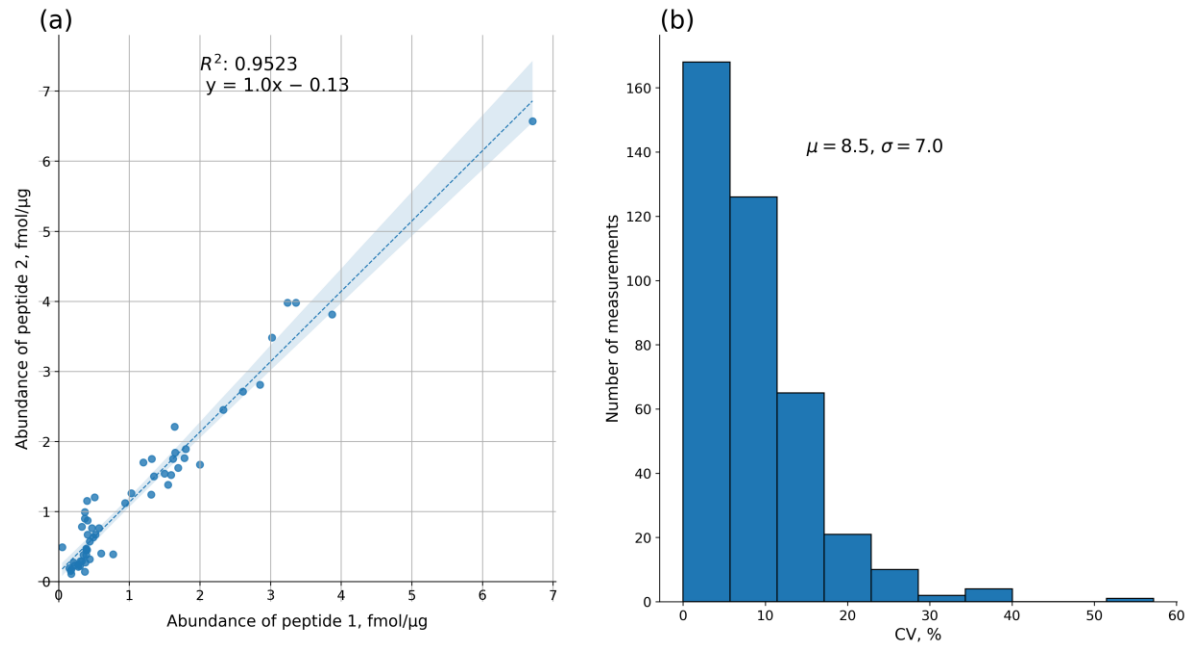 (a)
R²: 0.9523
y = 1.0x − 0.13
7
6
5
4
3
2
1
0
Abundance of peptide 2, fmol/µg
0 1 2 3 4 5 6 7
Abundance of peptide 1, fmol/µg
(b)
μ = 8.5, σ = 7.0
160
140
120
100
80
60
40
20
0
Number of measurements
0 10 20 30 40 50 60
CV, %